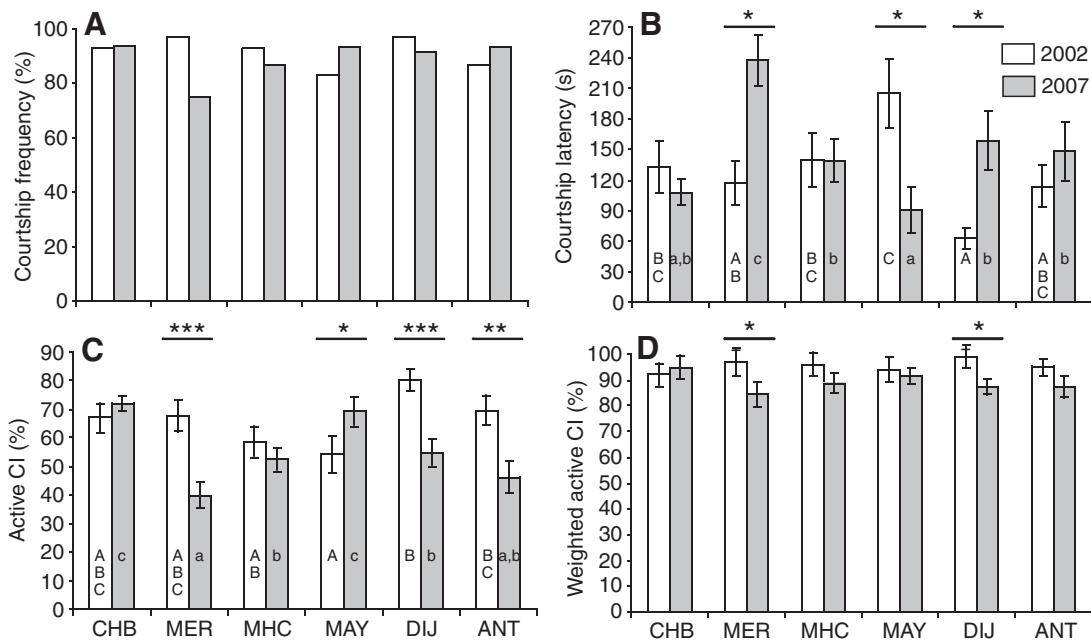 A
Courtship frequency (%)
100
80
60
40
20
0
B
Courtship latency (s)
270
240
210
180
150
120
90
60
30
0
* * *
2002
2007
B C a,b A B c B C b C a A b A B C b
C
Active CI (%)
90
80
70
60
50
40
30
20
10
0
*** * *** **
A B C c A B C a A B b A c B b B C a,b
CHB MER MHC MAY DIJ ANT
D
Weighted active CI (%)
100
90
80
70
60
50
40
30
20
10
0
* *
CHB MER MHC MAY DIJ ANT